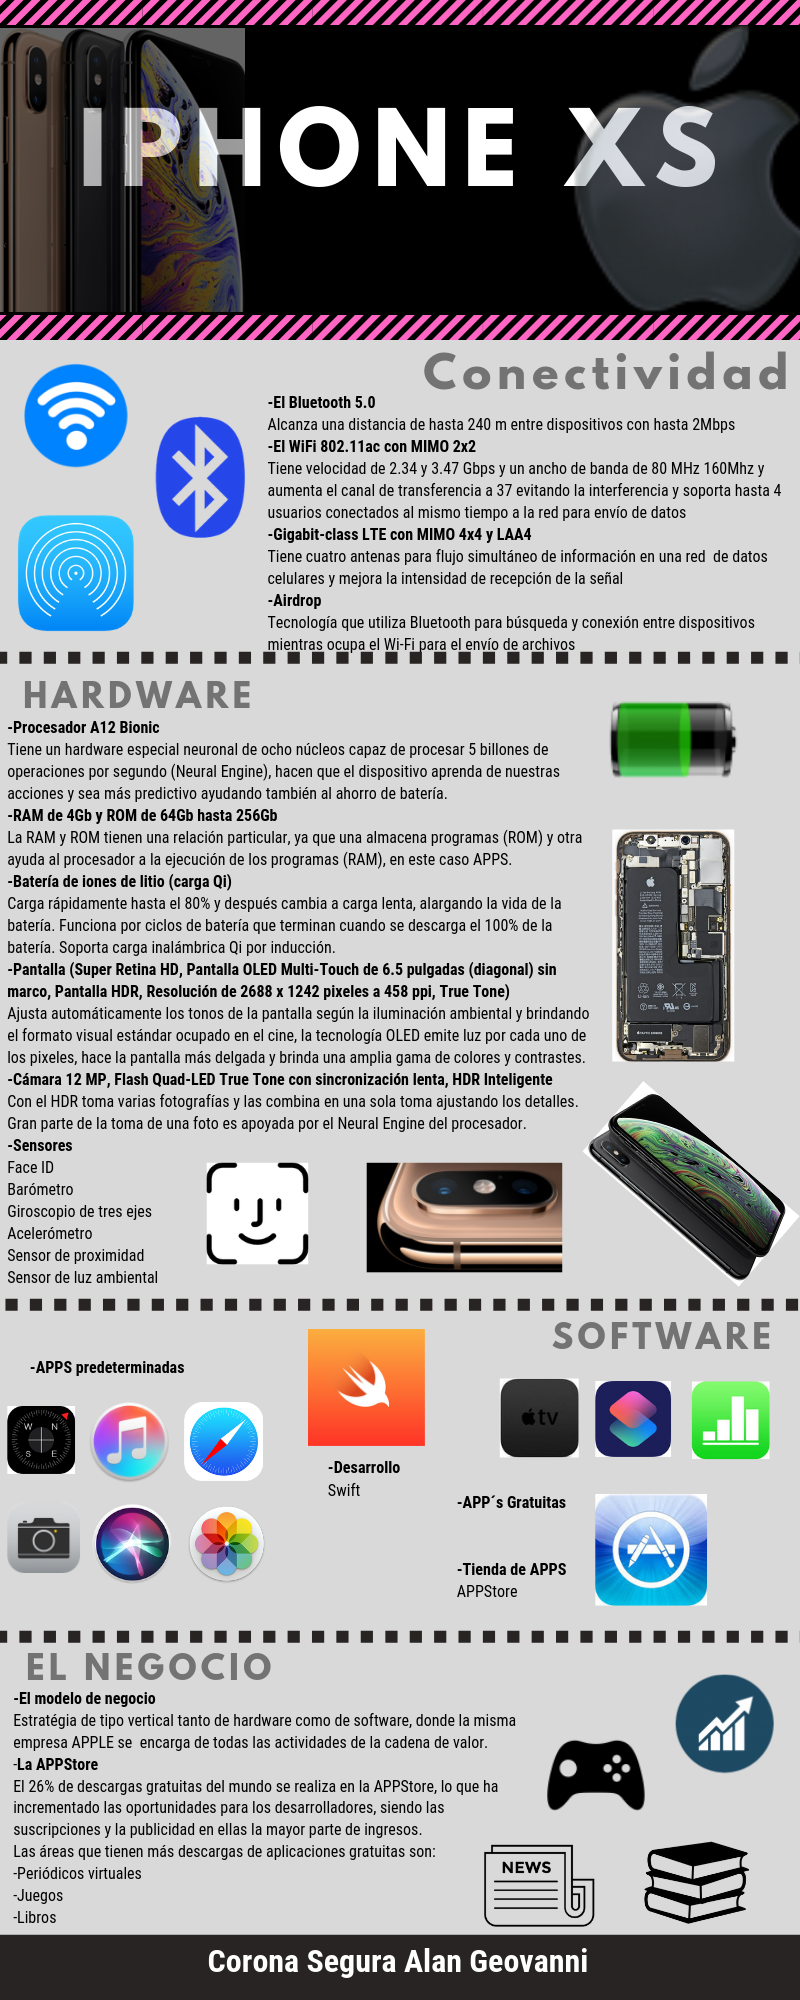 IPHONE XS
Conectividad
-El Bluetooth 5.0
Alcanza una distancia de hasta 240 m entre dispositivos con hasta 2Mbps
-El WiFi 802.11ac con MIMO 2x2
Tiene velocidad de 2.34 y 3.47 Gbps y un ancho de banda de 80 MHz 160Mhz y
aumenta el canal de transferencia a 37 evitando la interferencia y soporta hasta 4
usuarios conectados al mismo tiempo a la red para envío de datos
-Gigabit-class LTE con MIMO 4x4 y LAA4
Tiene cuatro antenas para flujo simultáneo de información en una red  de datos
celulares y mejora la intensidad de recepción de la señal
-Airdrop
Tecnología que utiliza Bluetooth para búsqueda y conexión entre dispositivos
mientras ocupa el Wi-Fi para el envío de archivos
HARDWARE
-Procesador A12 Bionic
Tiene un hardware especial neuronal de ocho núcleos capaz de procesar 5 billones de
operaciones por segundo (Neural Engine), hacen que el dispositivo aprenda de nuestras
acciones y sea más predictivo ayudando también al ahorro de batería.
-RAM de 4Gb y ROM de 64Gb hasta 256Gb
La RAM y ROM tienen una relación particular, ya que una almacena programas (ROM) y otra
ayuda al procesador a la ejecución de los programas (RAM), en este caso APPS.
-Batería de iones de litio (carga Qi)
Carga rápidamente hasta el 80% y después cambia a carga lenta, alargando la vida de la
batería. Funciona por ciclos de batería que terminan cuando se descarga el 100% de la
batería. Soporta carga inalámbrica Qi por inducción.
-Pantalla (Super Retina HD, Pantalla OLED Multi-Touch de 6.5 pulgadas (diagonal) sin
marco, Pantalla HDR, Resolución de 2688 x 1242 pixeles a 458 ppi, True Tone)
Ajusta automáticamente los tonos de la pantalla según la iluminación ambiental y brindando
el formato visual estándar ocupado en el cine, la tecnología OLED emite luz por cada uno de
los pixeles, hace la pantalla más delgada y brinda una amplia gama de colores y contrastes.
-Cámara 12 MP, Flash Quad-LED True Tone con sincronización lenta, HDR Inteligente
Con el HDR toma varias fotografías y las combina en una sola toma ajustando los detalles.
Gran parte de la toma de una foto es apoyada por el Neural Engine del procesador.
-Sensores
Face ID
Barómetro
Giroscopio de tres ejes
Acelerómetro
Sensor de proximidad
Sensor de luz ambiental
SOFTWARE
-APPS predeterminadas
W N
S E
tv
-Desarrollo
Swift
-APP´s Gratuitas
-Tienda de APPS
APPStore
EL NEGOCIO
-El modelo de negocio
Estratégia de tipo vertical tanto de hardware como de software, donde la misma
empresa APPLE se  encarga de todas las actividades de la cadena de valor.
-La APPStore
El 26% de descargas gratuitas del mundo se realiza en la APPStore, lo que ha
incrementado las oportunidades para los desarrolladores, siendo las
suscripciones y la publicidad en ellas la mayor parte de ingresos.
Las áreas que tienen más descargas de aplicaciones gratuitas son:
-Periódicos virtuales
-Juegos
-Libros
NEWS
Corona Segura Alan Geovanni